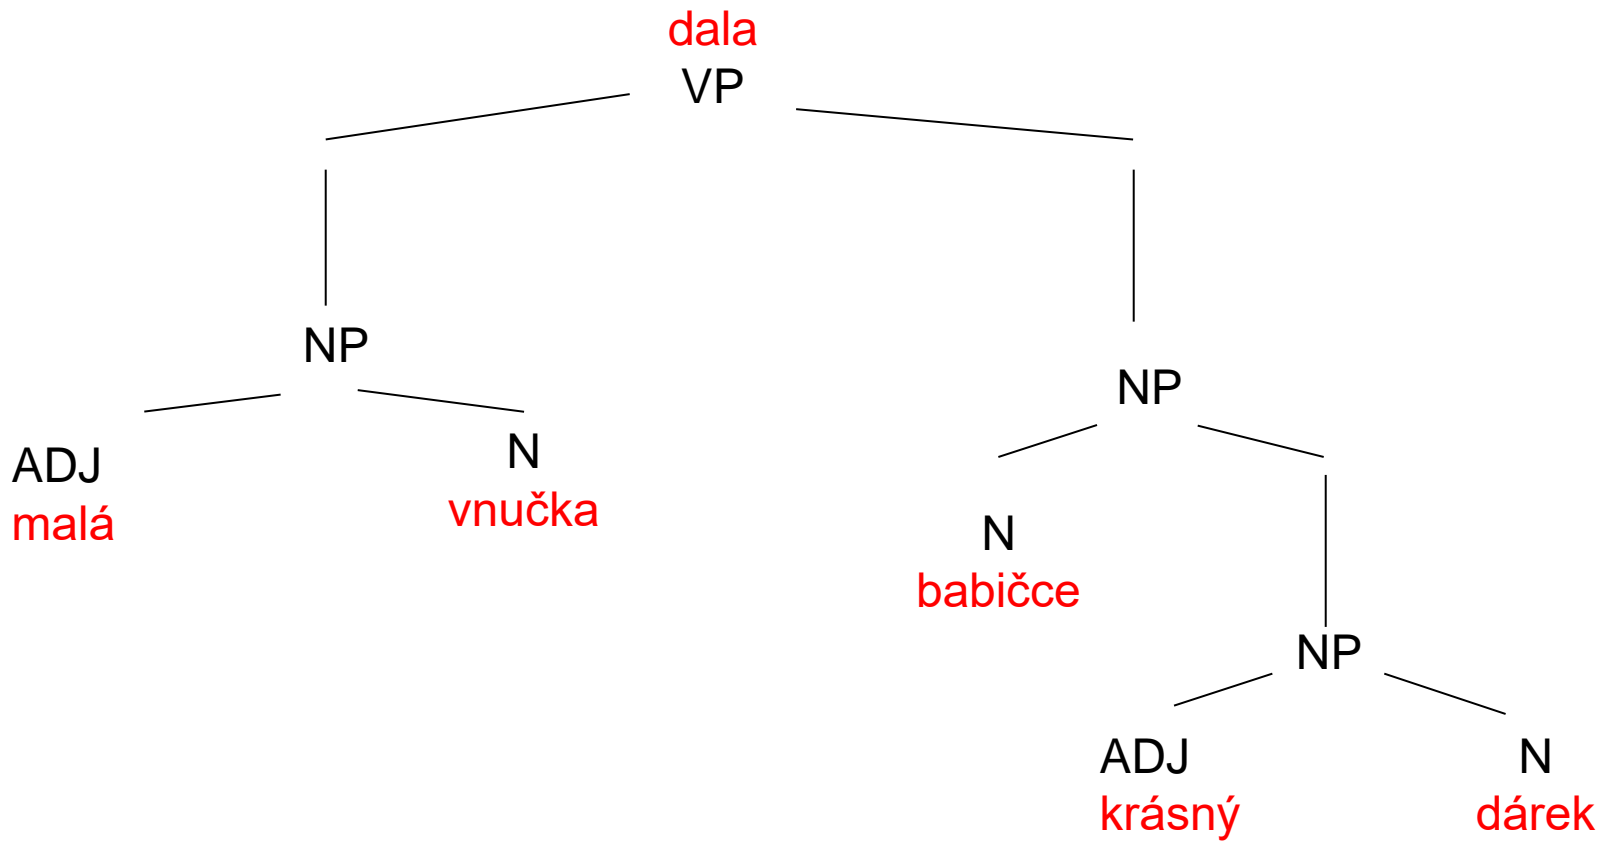 dala
VP
NP
NP
ADJ
malá
N
vnučka
N
babičce
NP
ADJ
krásný
N
dárek